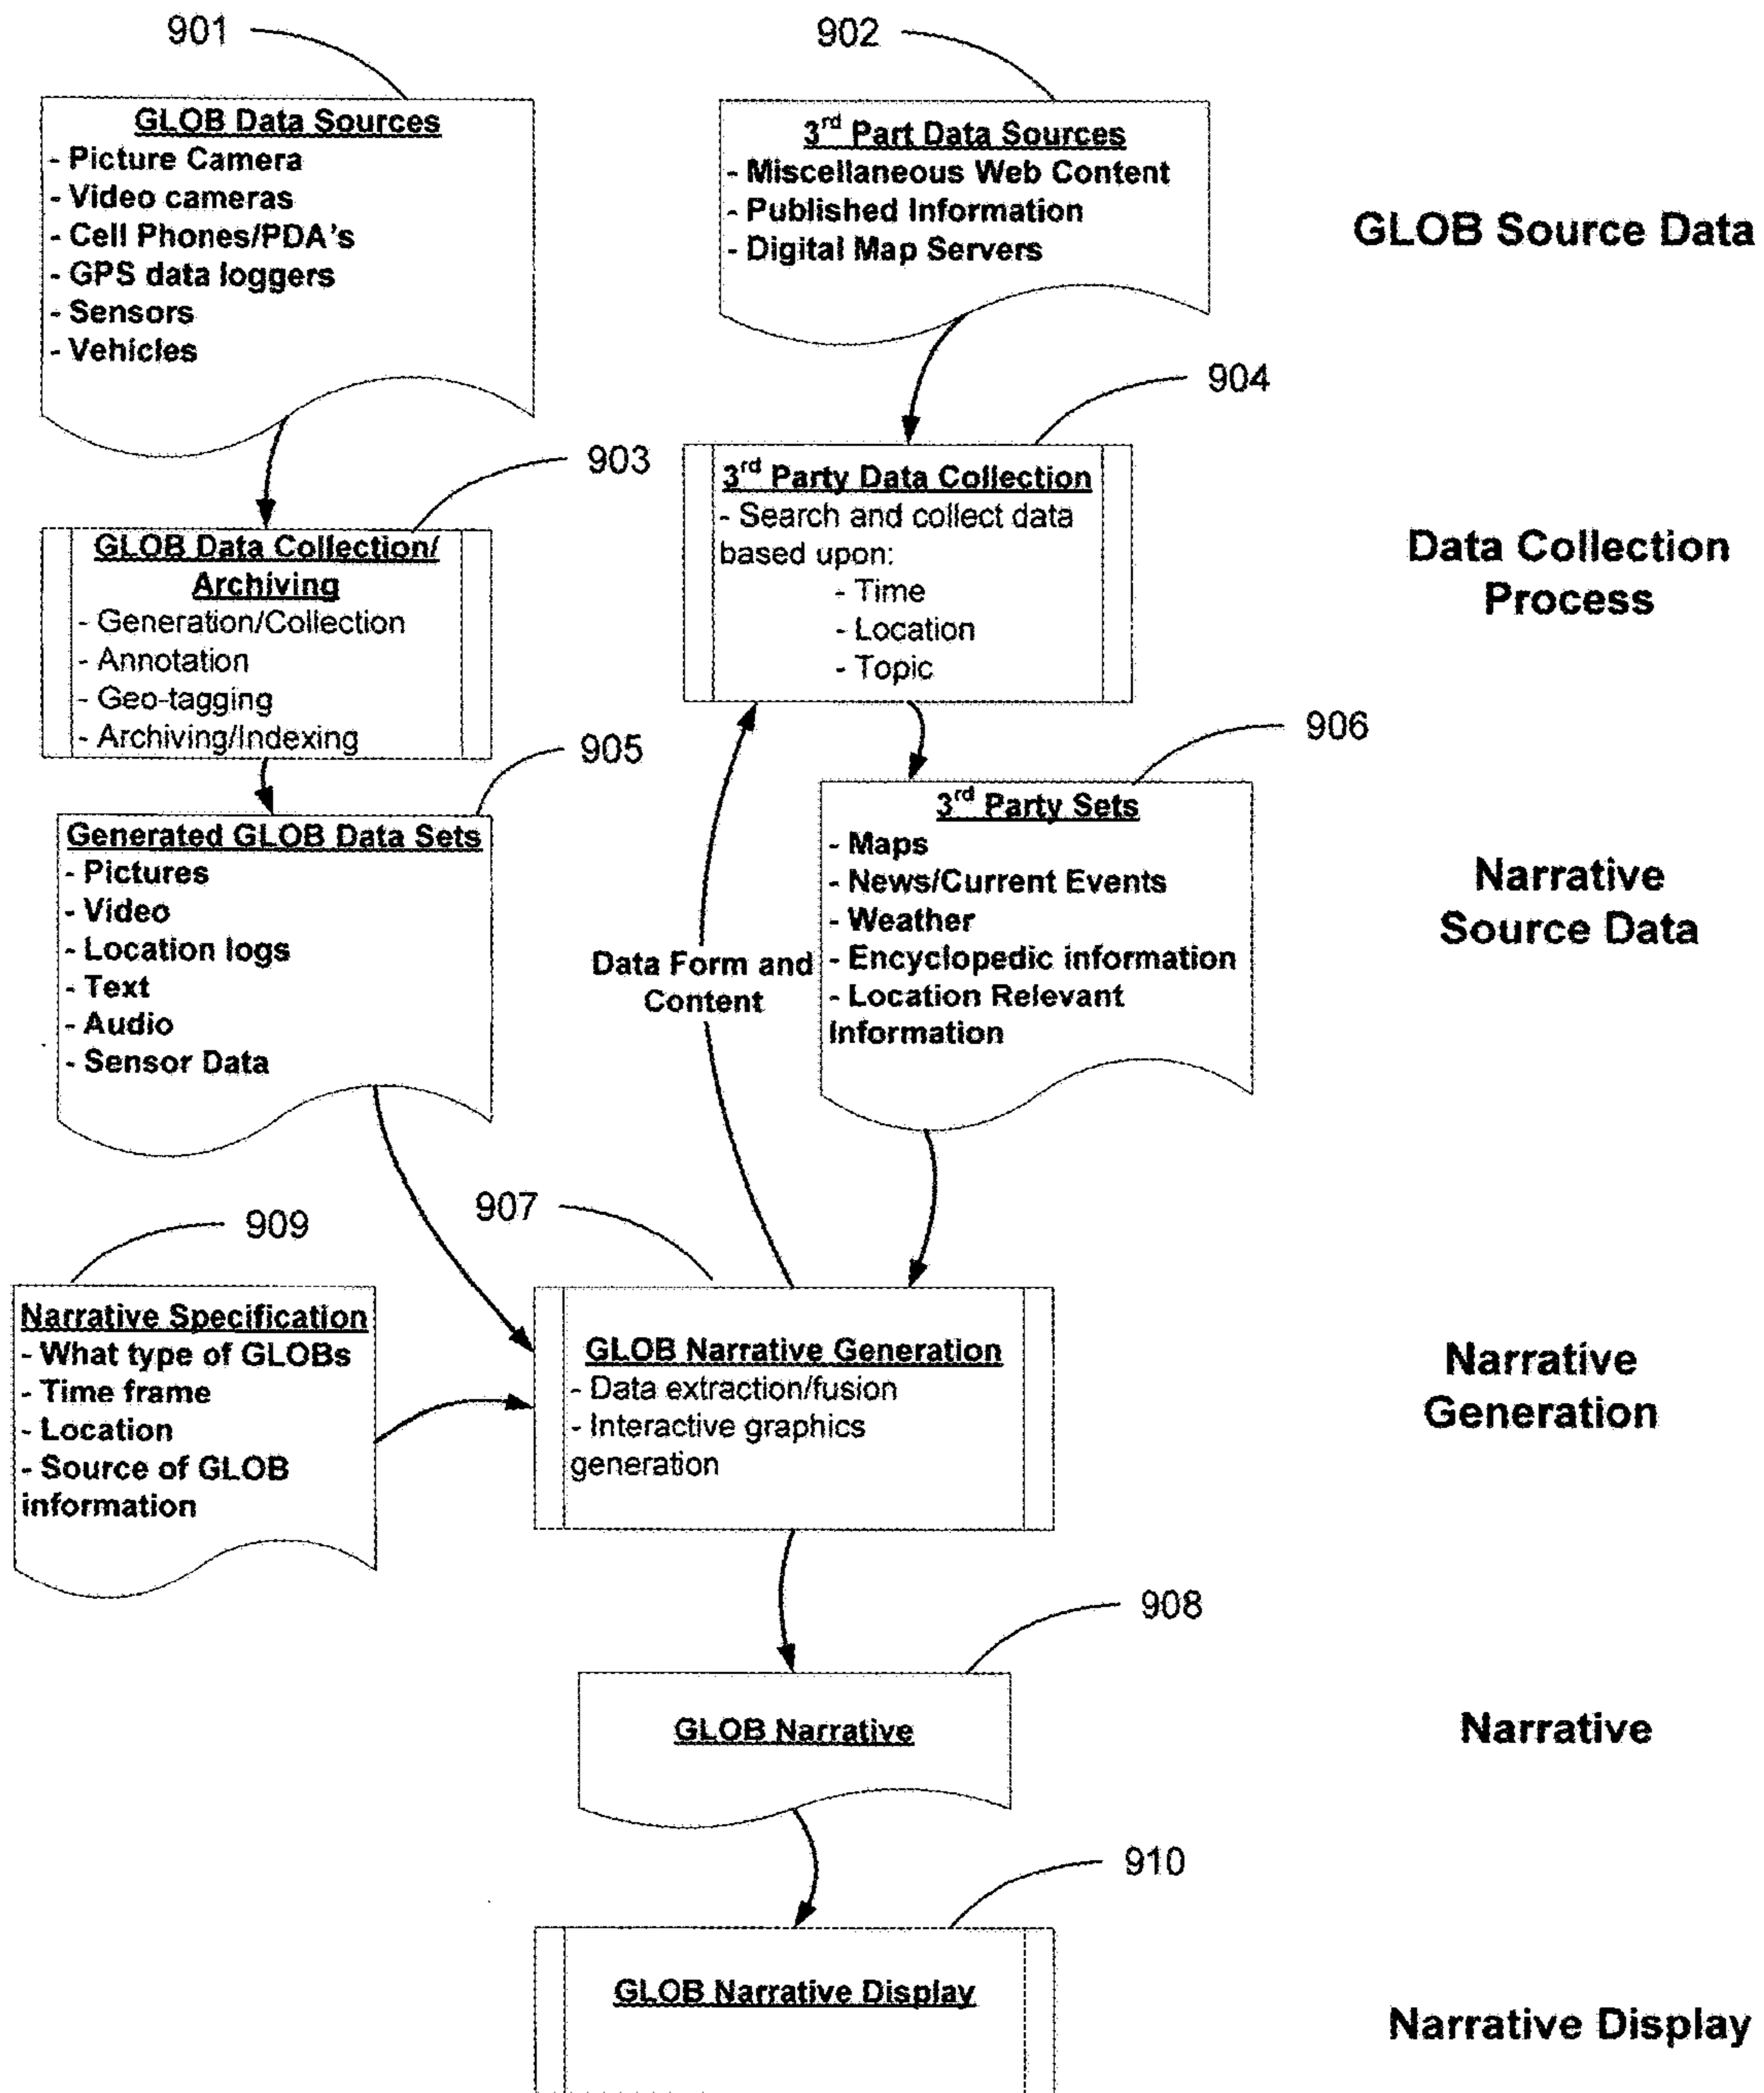 901
902
GLOB Data Sources
- Picture Camera
- Video cameras
- Cell Phones/PDA's
- GPS data loggers
- Sensors
- Vehicles
3rd Part Data Sources
- Miscellaneous Web Content
- Published Information
- Digital Map Servers
GLOB Source Data
903
904
GLOB Data Collection/
Archiving
- Generation/Collection
- Annotation
- Geo-tagging
- Archiving/Indexing
3rd Party Data Collection
- Search and collect data
based upon:
- Time
- Location
- Topic
Data Collection
Process
905
906
Generated GLOB Data Sets
- Pictures
- Video
- Location logs
- Text
- Audio
- Sensor Data
Data Form and
Content
3rd Party Sets
- Maps
- News/Current Events
- Weather
- Encyclopedic information
- Location Relevant
Information
Narrative
Source Data
909
907
Narrative Specification
- What type of GLOBs
- Time frame
- Location
- Source of GLOB
information
GLOB Narrative Generation
- Data extraction/fusion
- Interactive graphics
generation
Narrative
Generation
908
GLOB Narrative
Narrative
910
GLOB Narrative Display
Narrative Display